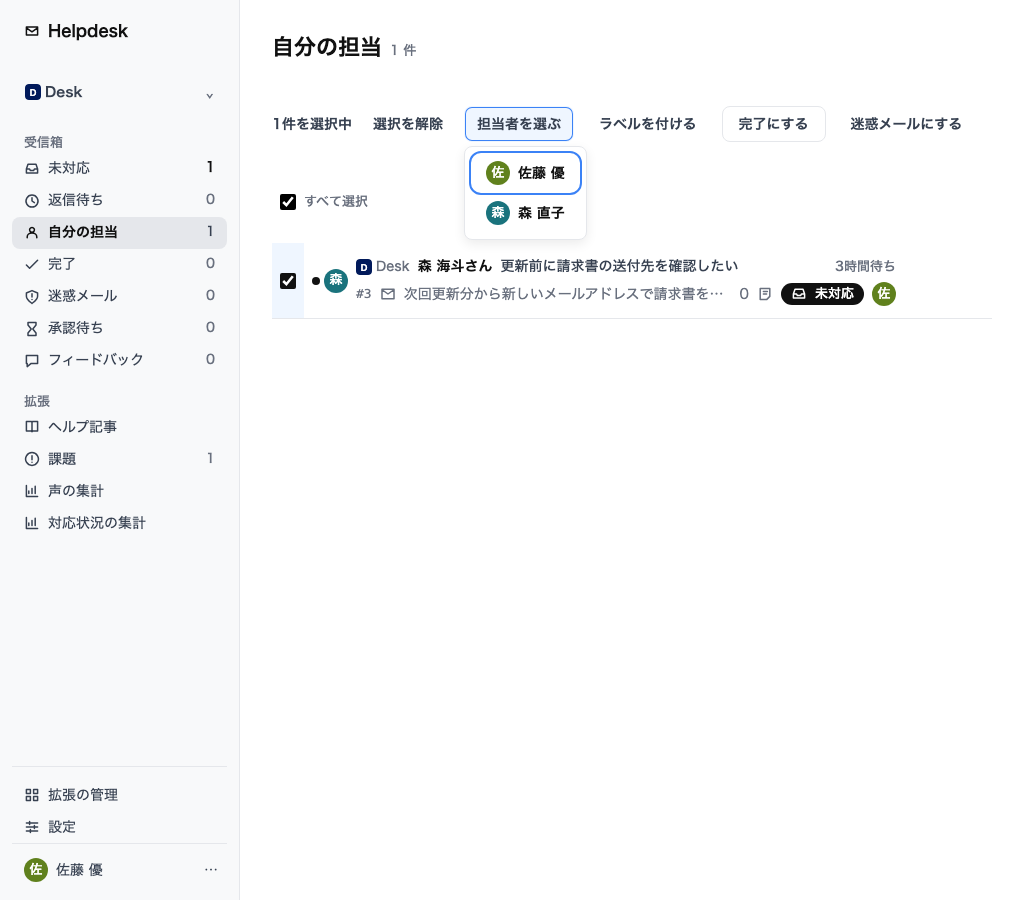 Helpdesk
D Desk
受信箱
未対応 1
返信待ち 0
自分の担当 1
完了 0
迷惑メール 0
承認待ち 0
フィードバック 0
拡張
ヘルプ記事
課題 1
声の集計
対応状況の集計
拡張の管理
設定
佐 佐藤 優 …
自分の担当 1 件
1件を選択中 選択を解除 担当者を選ぶ ラベルを付ける 完了にする 迷惑メールにする
佐 佐藤 優
森 森 直子
すべて選択
森 D Desk 森 海斗さん 更新前に請求書の送付先を確認したい 3時間待ち
#3 次回更新分から新しいメールアドレスで請求書を… 0 未対応 佐